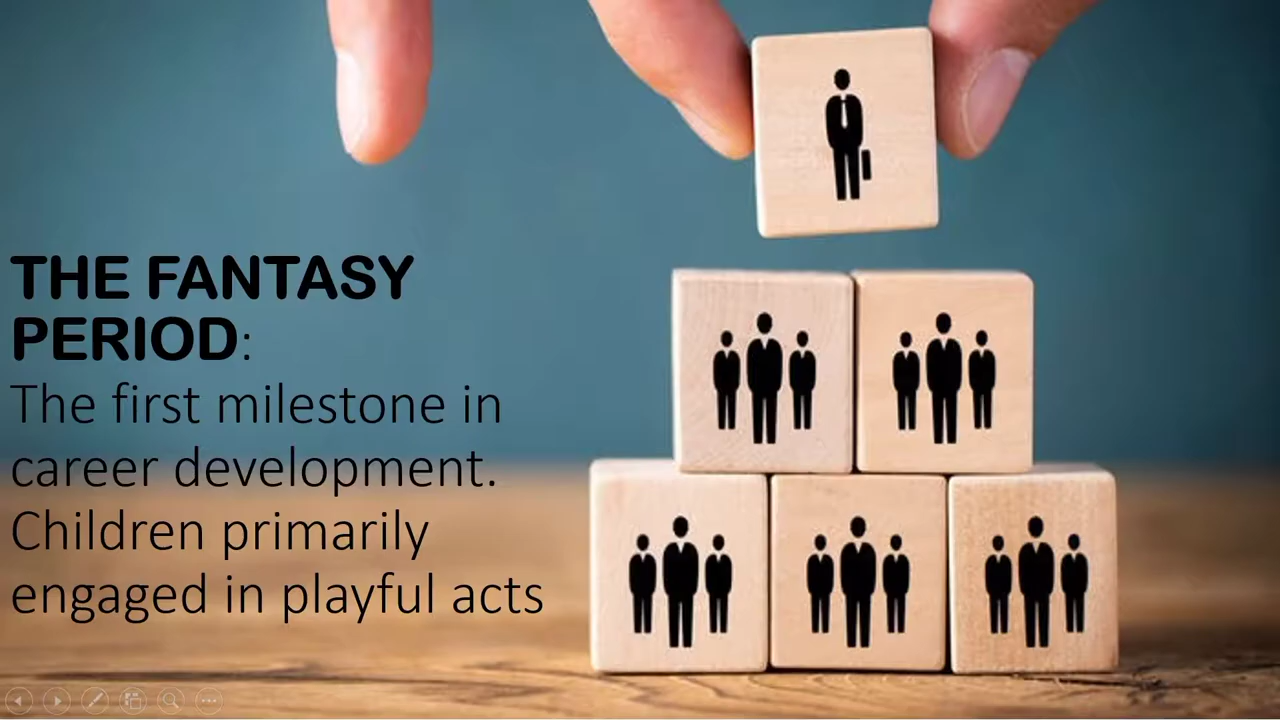 THE FANTASY
PERIOD:
The first milestone in
career development.
Children primarily
engaged in playful acts